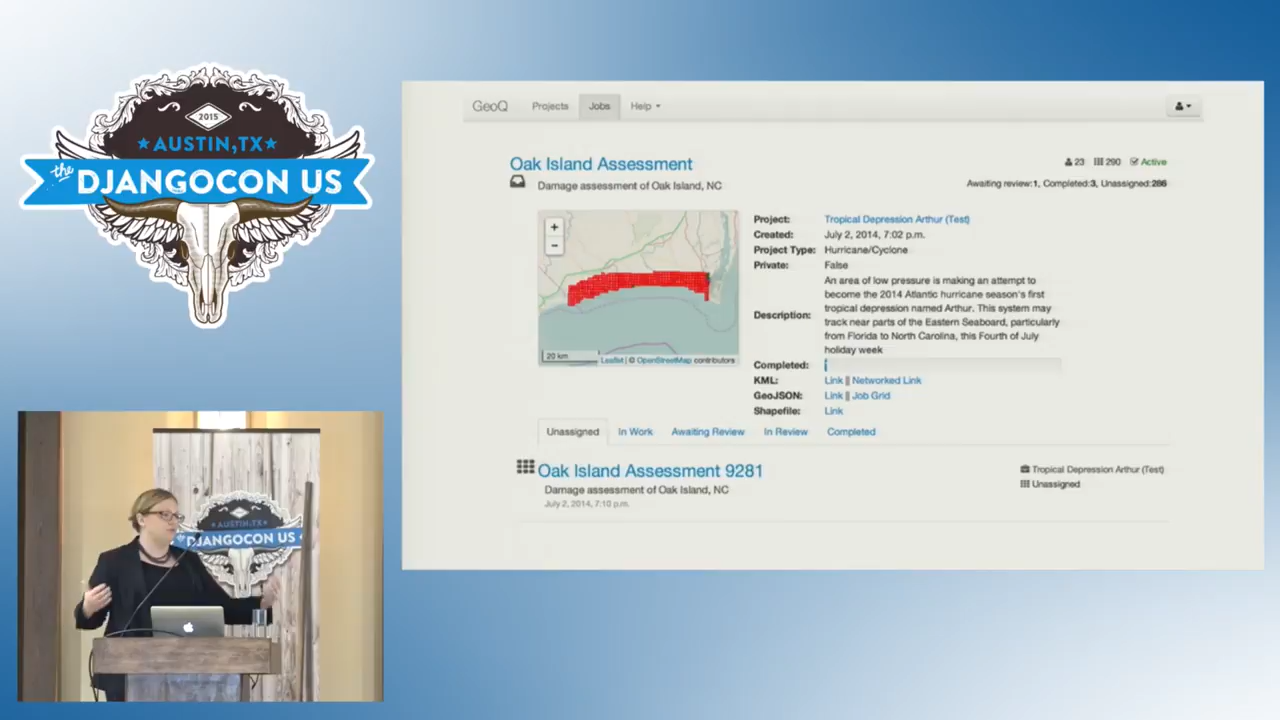 2015
AUSTIN, TX
the
DJANGOCON US
AUSTIN, TX
DJANGOCON US
GeoQ Projects Jobs Help
Oak Island Assessment
23 290 Active
Damage assessment of Oak Island, NC
Awaiting review:1, Completed:3, Unassigned:286
+
−
20 km
Leaflet | © OpenStreetMap contributors
Project: Tropical Depression Arthur (Test)
Created: July 2, 2014, 7:02 p.m.
Project Type: Hurricane/Cyclone
Private: False
Description: An area of low pressure is making an attempt to
become the 2014 Atlantic hurricane season's first
tropical depression named Arthur. This system may
track near parts of the Eastern Seaboard, particularly
from Florida to North Carolina, this Fourth of July
holiday week
Completed:
KML: Link || Networked Link
GeoJSON: Link || Job Grid
Shapefile: Link
Unassigned In Work Awaiting Review In Review Completed
Oak Island Assessment 9281
Damage assessment of Oak Island, NC
July 2, 2014, 7:10 p.m.
Tropical Depression Arthur (Test)
Unassigned